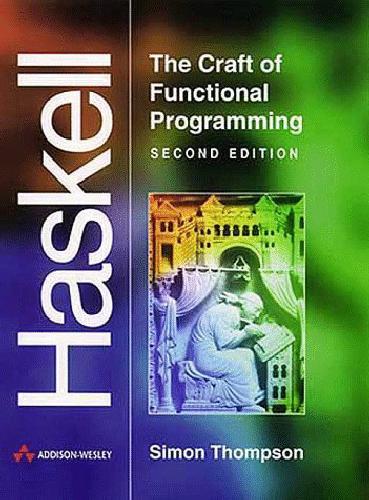 Haskell
The Craft of
Functional
Programming
SECOND EDITION
ADDISON-WESLEY
Simon Thompson